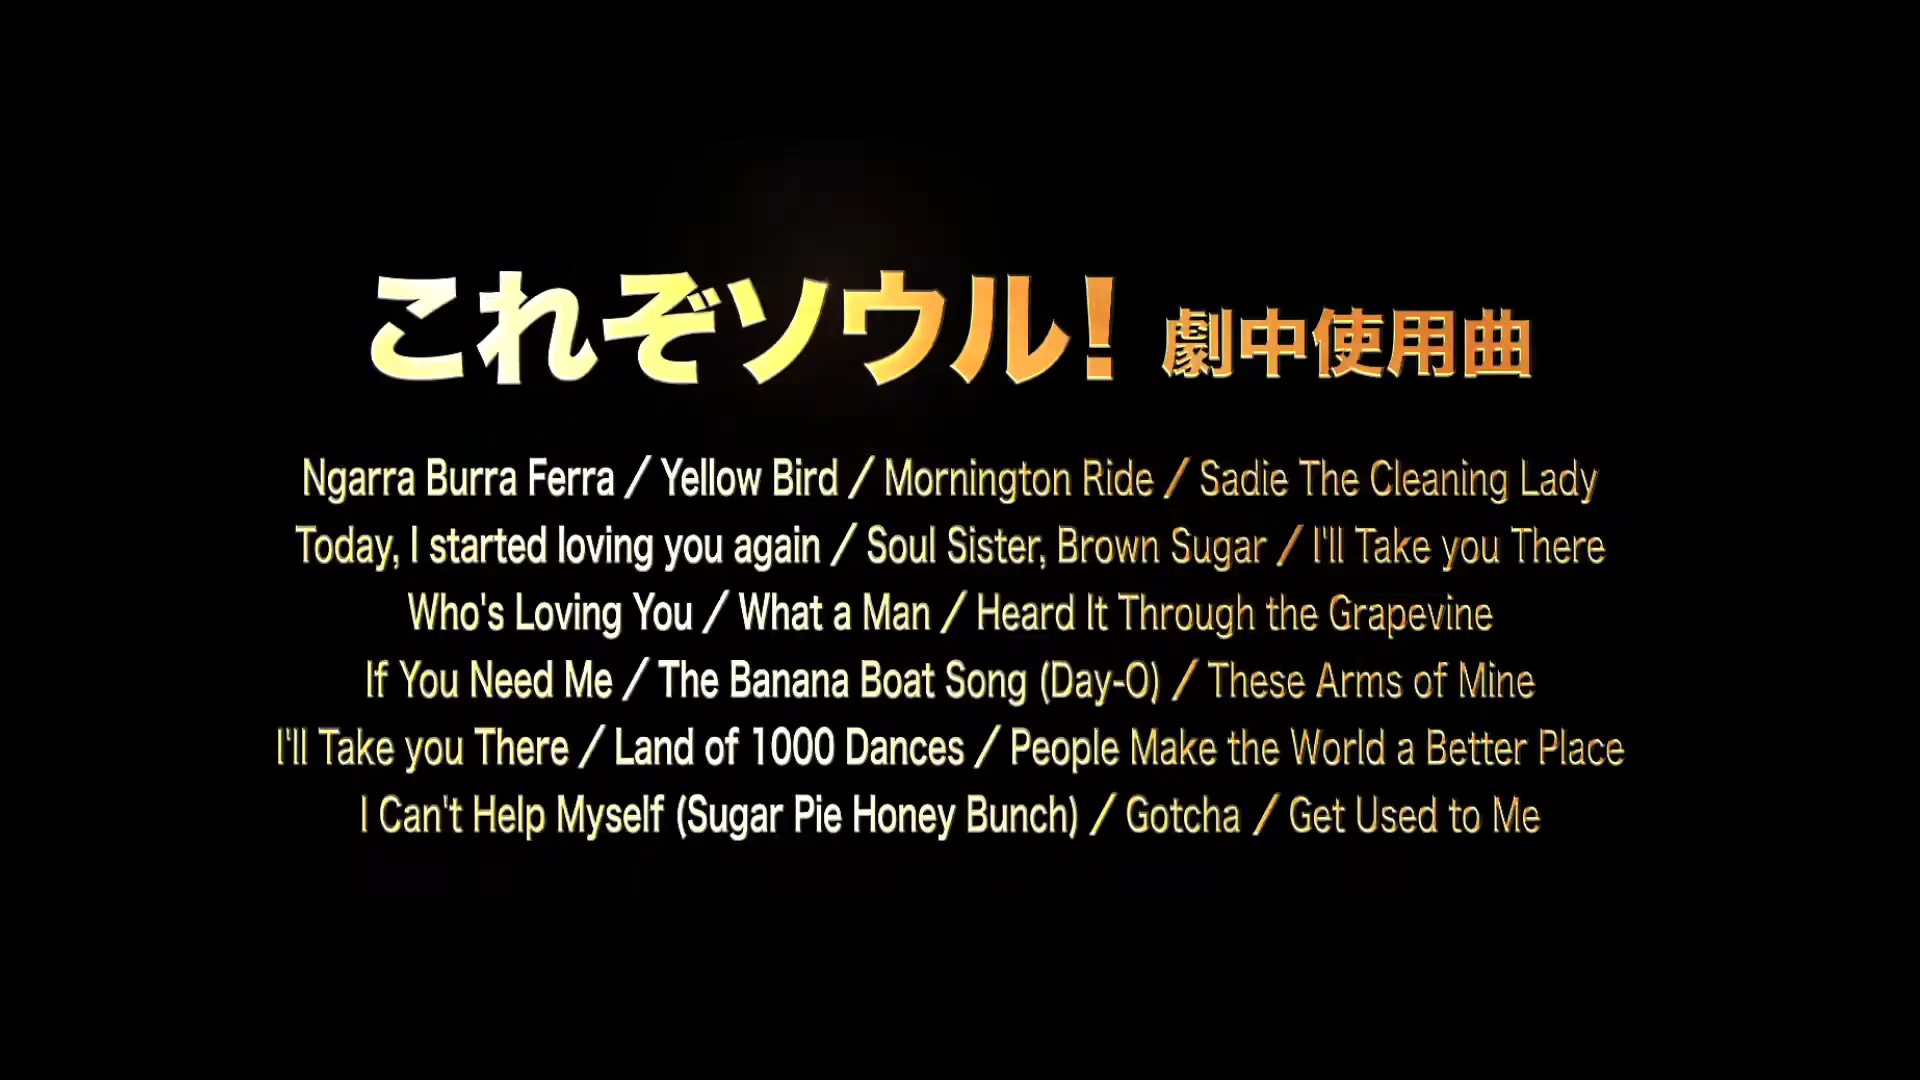 これぞソウル！ 劇中使用曲
Ngarra Burra Ferra / Yellow Bird / Mornington Ride / Sadie The Cleaning Lady
Today, I started loving you again / Soul Sister, Brown Sugar / I'll Take you There
Who's Loving You / What a Man / Heard It Through the Grapevine
If You Need Me / The Banana Boat Song (Day-O) / These Arms of Mine
I'll Take you There / Land of 1000 Dances / People Make the World a Better Place
I Can't Help Myself (Sugar Pie Honey Bunch) / Gotcha / Get Used to Me